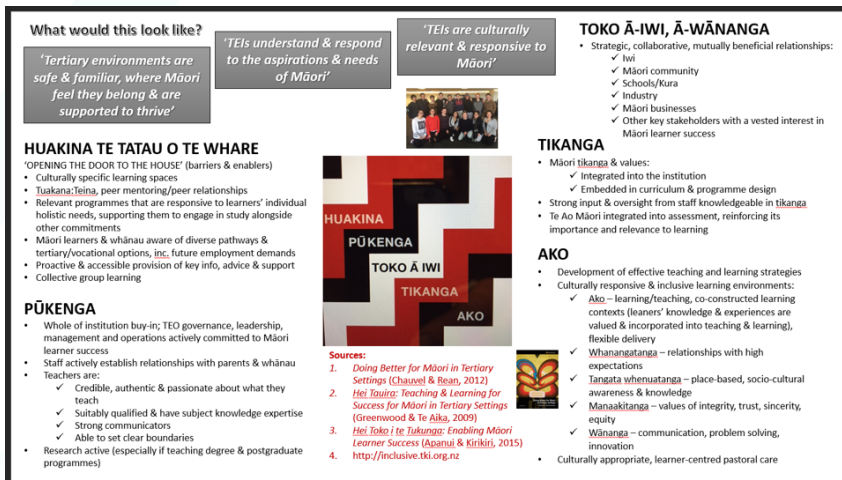 What would this look like?
'Tertiary environments are
safe & familiar, where Māori
feel they belong & are
supported to thrive'
'TEIs understand & respond
to the aspirations & needs
of Māori'
'TEIs are culturally
relevant & responsive to
Māori'
HUAKINA TE TATAU O TE WHARE
'OPENING THE DOOR TO THE HOUSE' (barriers & enablers)
• Culturally specific learning spaces
• Tuakana:Teina, peer mentoring/peer relationships
• Relevant programmes that are responsive to learners' individual
holistic needs, supporting them to engage in study alongside
other commitments
• Māori learners & whānau aware of diverse pathways &
tertiary/vocational options, inc. future employment demands
• Proactive & accessible provision of key info, advice & support
• Collective group learning
PŪKENGA
• Whole of institution buy-in; TEO governance, leadership,
management and operations actively committed to Māori
learner success
• Staff actively establish relationships with parents & whānau
• Teachers are:
✓ Credible, authentic & passionate about what they
teach
✓ Suitably qualified & have subject knowledge expertise
✓ Strong communicators
✓ Able to set clear boundaries
• Research active (especially if teaching degree & postgraduate
programmes)
HUAKINA
PŪKENGA
TOKO Ā IWI
TIKANGA
AKO
Sources:
1. Doing Better for Māori in Tertiary
Settings (Chauvel & Rean, 2012)
2. Hei Tauira: Teaching & Learning for
Success for Māori in Tertiary Settings
(Greenwood & Te Aika, 2009)
3. Hei Toko i te Tukunga: Enabling Māori
Learner Success (Apanui & Kirikiri, 2015)
4. http://inclusive.tki.org.nz
TOKO Ā-IWI, Ā-WĀNANGA
• Strategic, collaborative, mutually beneficial relationships:
✓ Iwi
✓ Māori community
✓ Schools/Kura
✓ Industry
✓ Māori businesses
✓ Other key stakeholders with a vested interest in
Māori learner success
TIKANGA
• Māori tikanga & values:
✓ Integrated into the institution
✓ Embedded in curriculum & programme design
• Strong input & oversight from staff knowledgeable in tikanga
• Te Ao Māori integrated into assessment, reinforcing its
importance and relevance to learning
AKO
• Development of effective teaching and learning strategies
• Culturally responsive & inclusive learning environments:
✓ Ako – learning/teaching, co-constructed learning
contexts (leaners' knowledge & experiences are
valued & incorporated into teaching & learning),
flexible delivery
✓ Whanangatanga – relationships with high
expectations
✓ Tangata whenuatanga – place-based, socio-cultural
awareness & knowledge
✓ Manaakitanga – values of integrity, trust, sincerity,
equity
✓ Wānanga – communication, problem solving,
innovation
• Culturally appropriate, learner-centred pastoral care